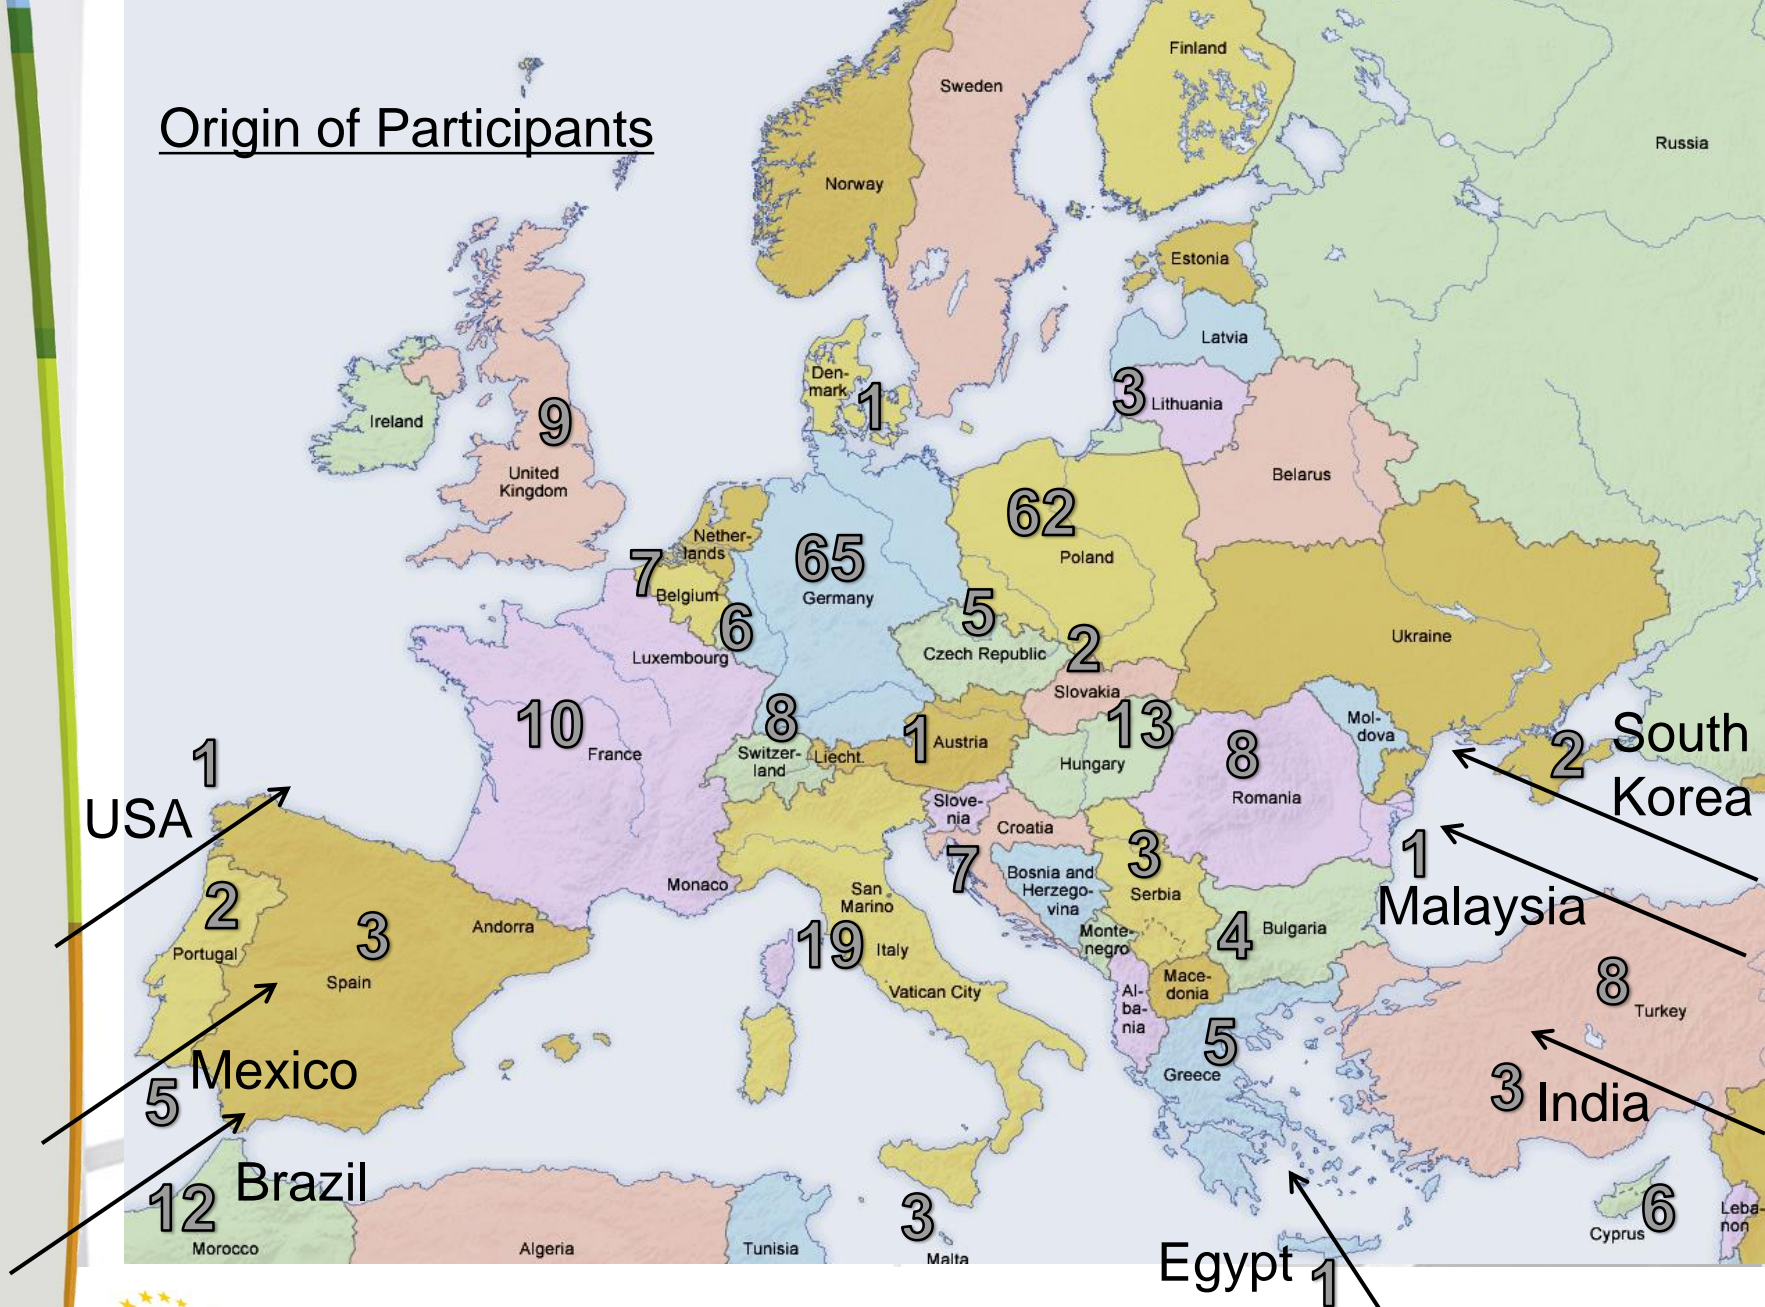 Finland
Sweden
Origin of Participants
Russia
Norway
Estonia
Latvia
Den-
mark
1
3
Lithuania
Ireland
9
United
Kingdom
Belarus
62
Poland
Nether-
lands
65
Germany
7
Belgium
6
5
Czech Republic
2
Ukraine
Luxembourg
Slovakia
10
France
8
Switzer-
land
Liecht.
1
Austria
13
Hungary
8
Romania
Mol-
dova
2
South
Korea
1
USA
Slove-
nia
Croatia
7
Bosnia and
Herzego-
vina
3
Serbia
1
Malaysia
Monaco
San
Marino
2
Portugal
3
Spain
Andorra
19
Italy
Monte-
negro
4
Bulgaria
Vatican City
Al-
ba-
nia
Mace-
donia
8
Turkey
5
Greece
5
Mexico
3
India
12
Brazil
Morocco
Algeria
Tunisia
3
Malta
6
Cyprus
Leba-
non
Egypt
1